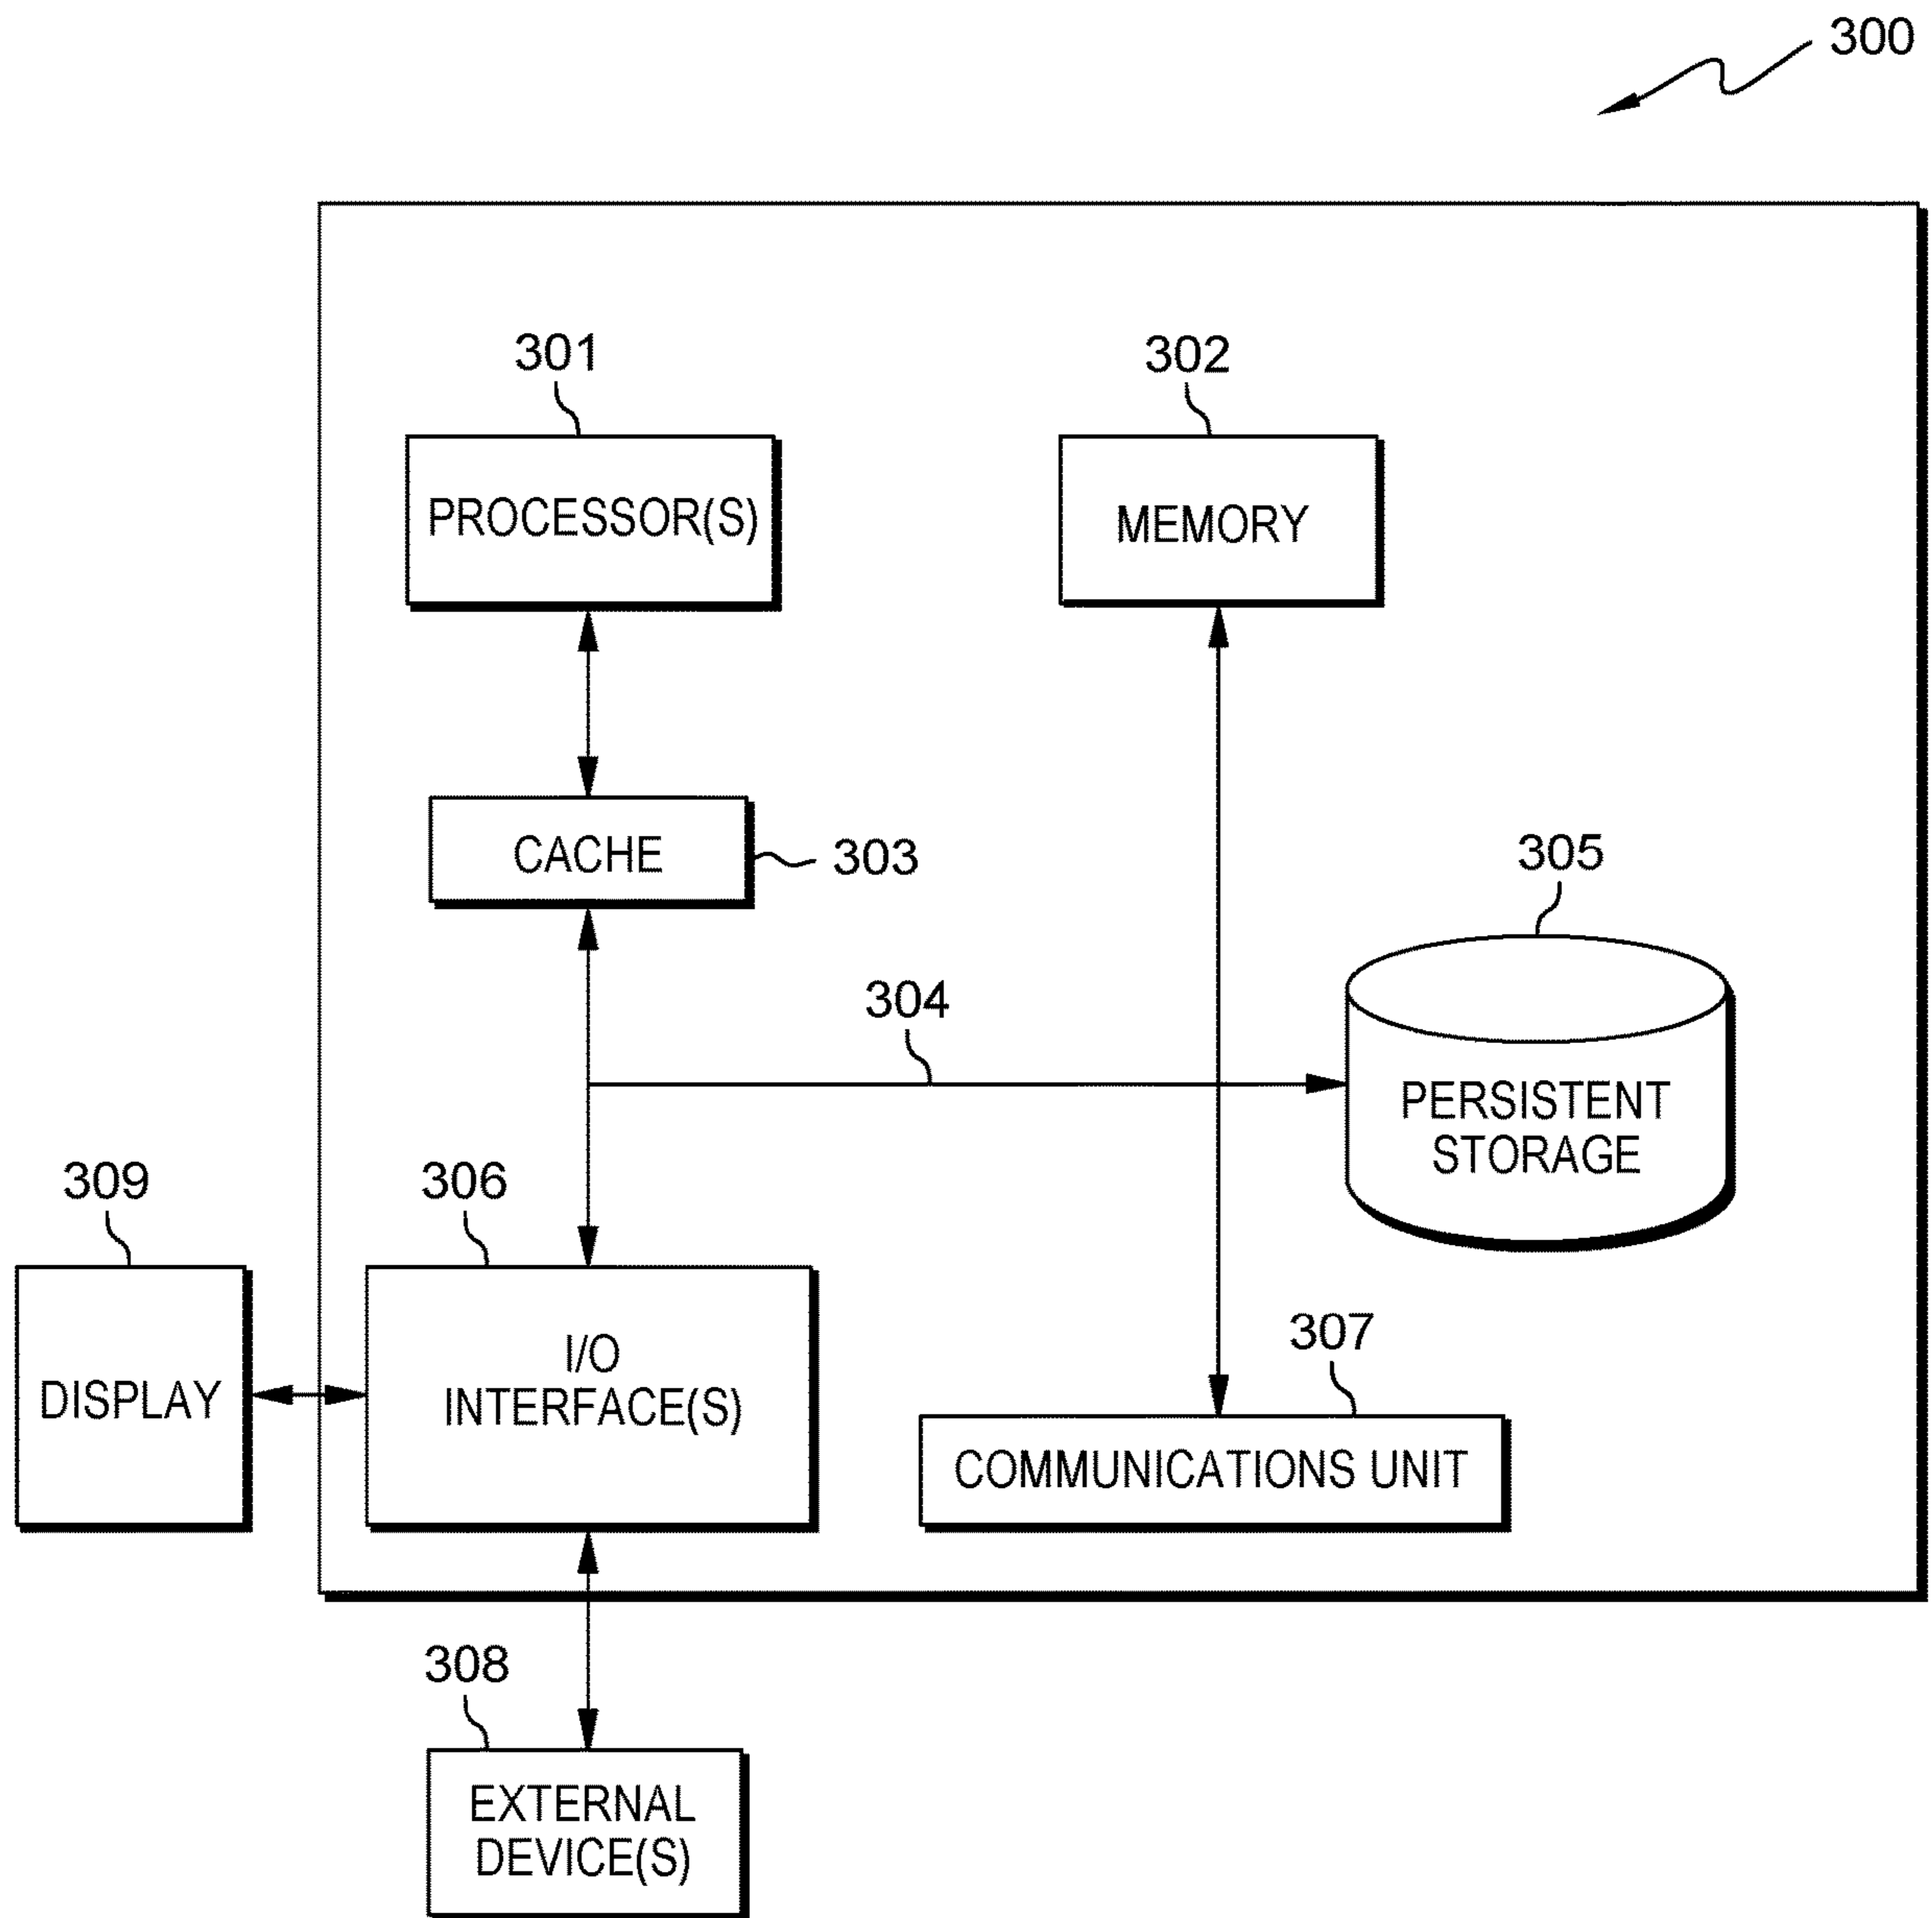 300
301
302
PROCESSOR(S)
MEMORY
CACHE
303
305
304
PERSISTENT
STORAGE
309
306
307
DISPLAY
I/O
INTERFACE(S)
COMMUNICATIONS UNIT
308
EXTERNAL
DEVICE(S)